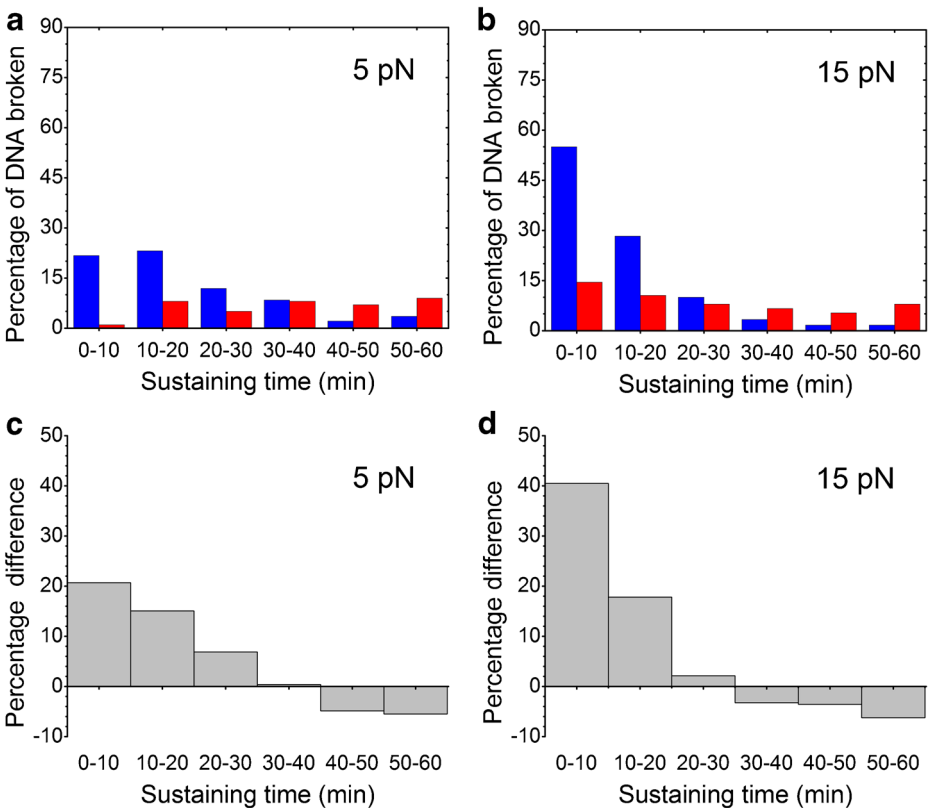 a
5 pN
Percentage of DNA broken
90
75
60
45
30
15
0
0-10 10-20 20-30 30-40 40-50 50-60
Sustaining time (min)
b
15 pN
Percentage of DNA broken
90
75
60
45
30
15
0
0-10 10-20 20-30 30-40 40-50 50-60
Sustaining time (min)
c
5 pN
Percentage difference
50
40
30
20
10
0
-10
0-10 10-20 20-30 30-40 40-50 50-60
Sustaining time (min)
d
15 pN
Percentage difference
50
40
30
20
10
0
-10
0-10 10-20 20-30 30-40 40-50 50-60
Sustaining time (min)